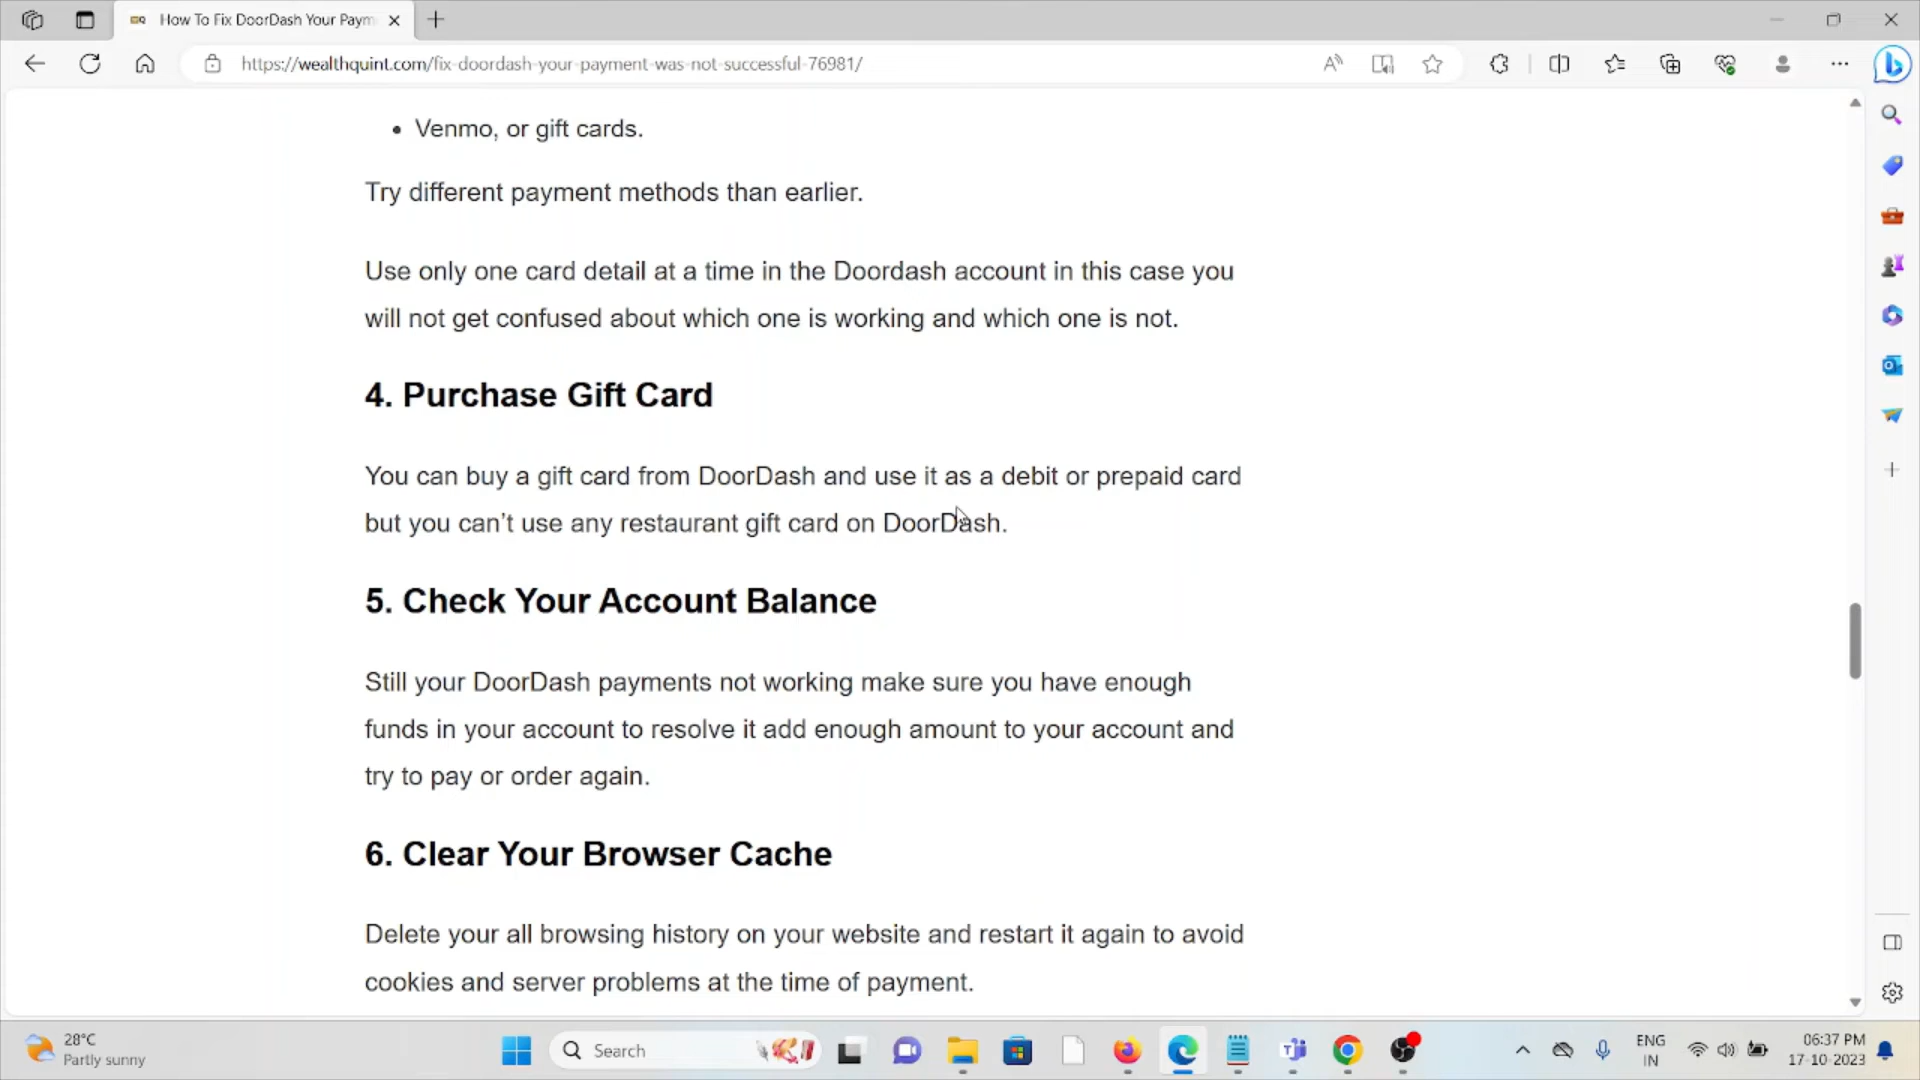 How To Fix DoorDash Your Paym
https://wealthquint.com/fix-doordash-your-payment-was-not-successful-76981/
• Venmo, or gift cards.
Try different payment methods than earlier.
Use only one card detail at a time in the Doordash account in this case you
will not get confused about which one is working and which one is not.
4. Purchase Gift Card
You can buy a gift card from DoorDash and use it as a debit or prepaid card
but you can’t use any restaurant gift card on DoorDash.
5. Check Your Account Balance
Still your DoorDash payments not working make sure you have enough
funds in your account to resolve it add enough amount to your account and
try to pay or order again.
6. Clear Your Browser Cache
Delete your all browsing history on your website and restart it again to avoid
cookies and server problems at the time of payment.
28°C
Partly sunny
Search
ENG
IN
06:37 PM
17-10-2023